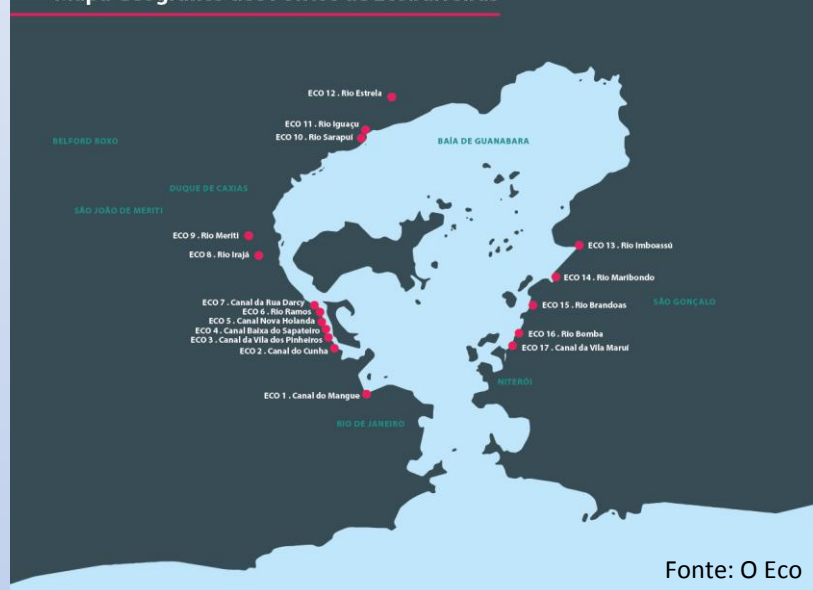 ECO 12 . Rio Estrela
ECO 11 . Rio Iguaçu
ECO 10 . Rio Sarapuí
BELFORD ROXO
BAÍA DE GUANABARA
DUQUE DE CAXIAS
SÃO JOÃO DE MERITI
ECO 9 . Rio Meriti
ECO 8 . Rio Irajá
ECO 13 . Rio Imboassú
ECO 14 . Rio Maribondo
SÃO GONÇALO
ECO 7 . Canal da Rua Darcy
ECO 6 . Rio Ramos
ECO 5 . Canal Nova Holanda
ECO 4 . Canal Baixa do Sapateiro
ECO 3 . Canal da Vila dos Pinheiros
ECO 2 . Canal do Cunha
ECO 15 . Rio Brandoas
ECO 16 . Rio Bomba
ECO 17 . Canal da Vila Maruí
NITERÓI
ECO 1 . Canal do Mangue
RIO DE JANEIRO
Fonte: O Eco